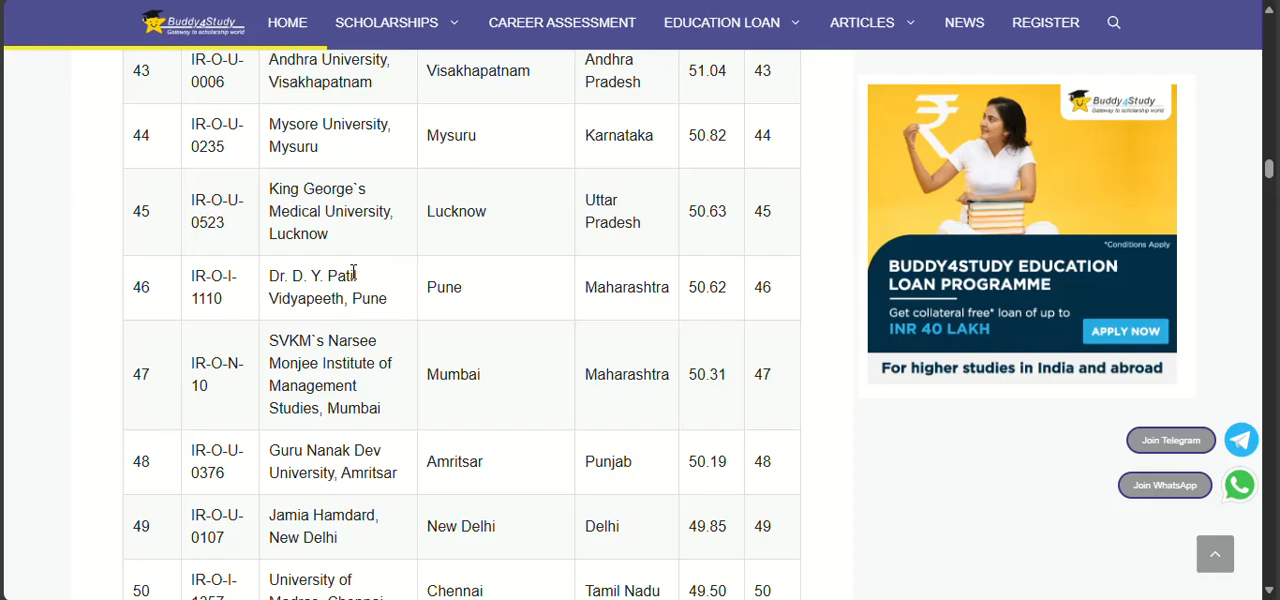 Buddy4Study
Gateway to scholarship world
HOME
SCHOLARSHIPS
CAREER ASSESSMENT
EDUCATION LOAN
ARTICLES
NEWS
REGISTER
43
IR-O-U-
0006
Andhra University,
Visakhapatnam
Visakhapatnam
Andhra
Pradesh
51.04
43
44
IR-O-U-
0235
Mysore University,
Mysuru
Mysuru
Karnataka
50.82
44
45
IR-O-U-
0523
King George`s
Medical University,
Lucknow
Lucknow
Uttar
Pradesh
50.63
45
46
IR-O-I-
1110
Dr. D. Y. Patil
Vidyapeeth, Pune
Pune
Maharashtra
50.62
46
47
IR-O-N-
10
SVKM`s Narsee
Monjee Institute of
Management
Studies, Mumbai
Mumbai
Maharashtra
50.31
47
48
IR-O-U-
0376
Guru Nanak Dev
University, Amritsar
Amritsar
Punjab
50.19
48
49
IR-O-U-
0107
Jamia Hamdard,
New Delhi
New Delhi
Delhi
49.85
49
50
IR-O-I-
University of
Chennai
Tamil Nadu
49.50
50
Buddy4Study
Gateway to scholarship world
₹
*Conditions Apply
BUDDY4STUDY EDUCATION
LOAN PROGRAMME
Get collateral free* loan of up to
INR 40 LAKH
APPLY NOW
For higher studies in India and abroad
Join Telegram
Join WhatsApp